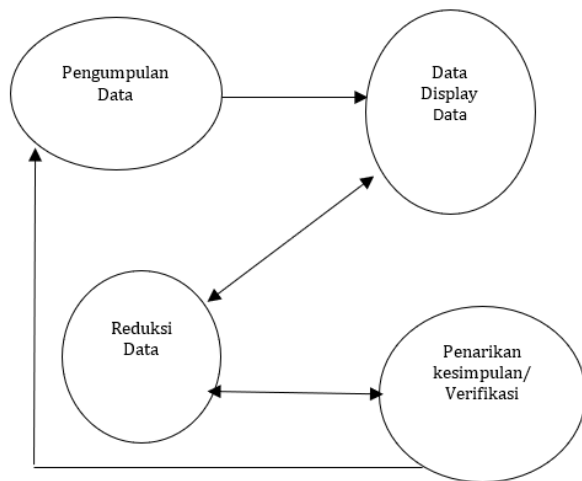 Pengumpulan
Data
Data
Display
Data
Reduksi
Data
Penarikan
kesimpulan/
Verifikasi